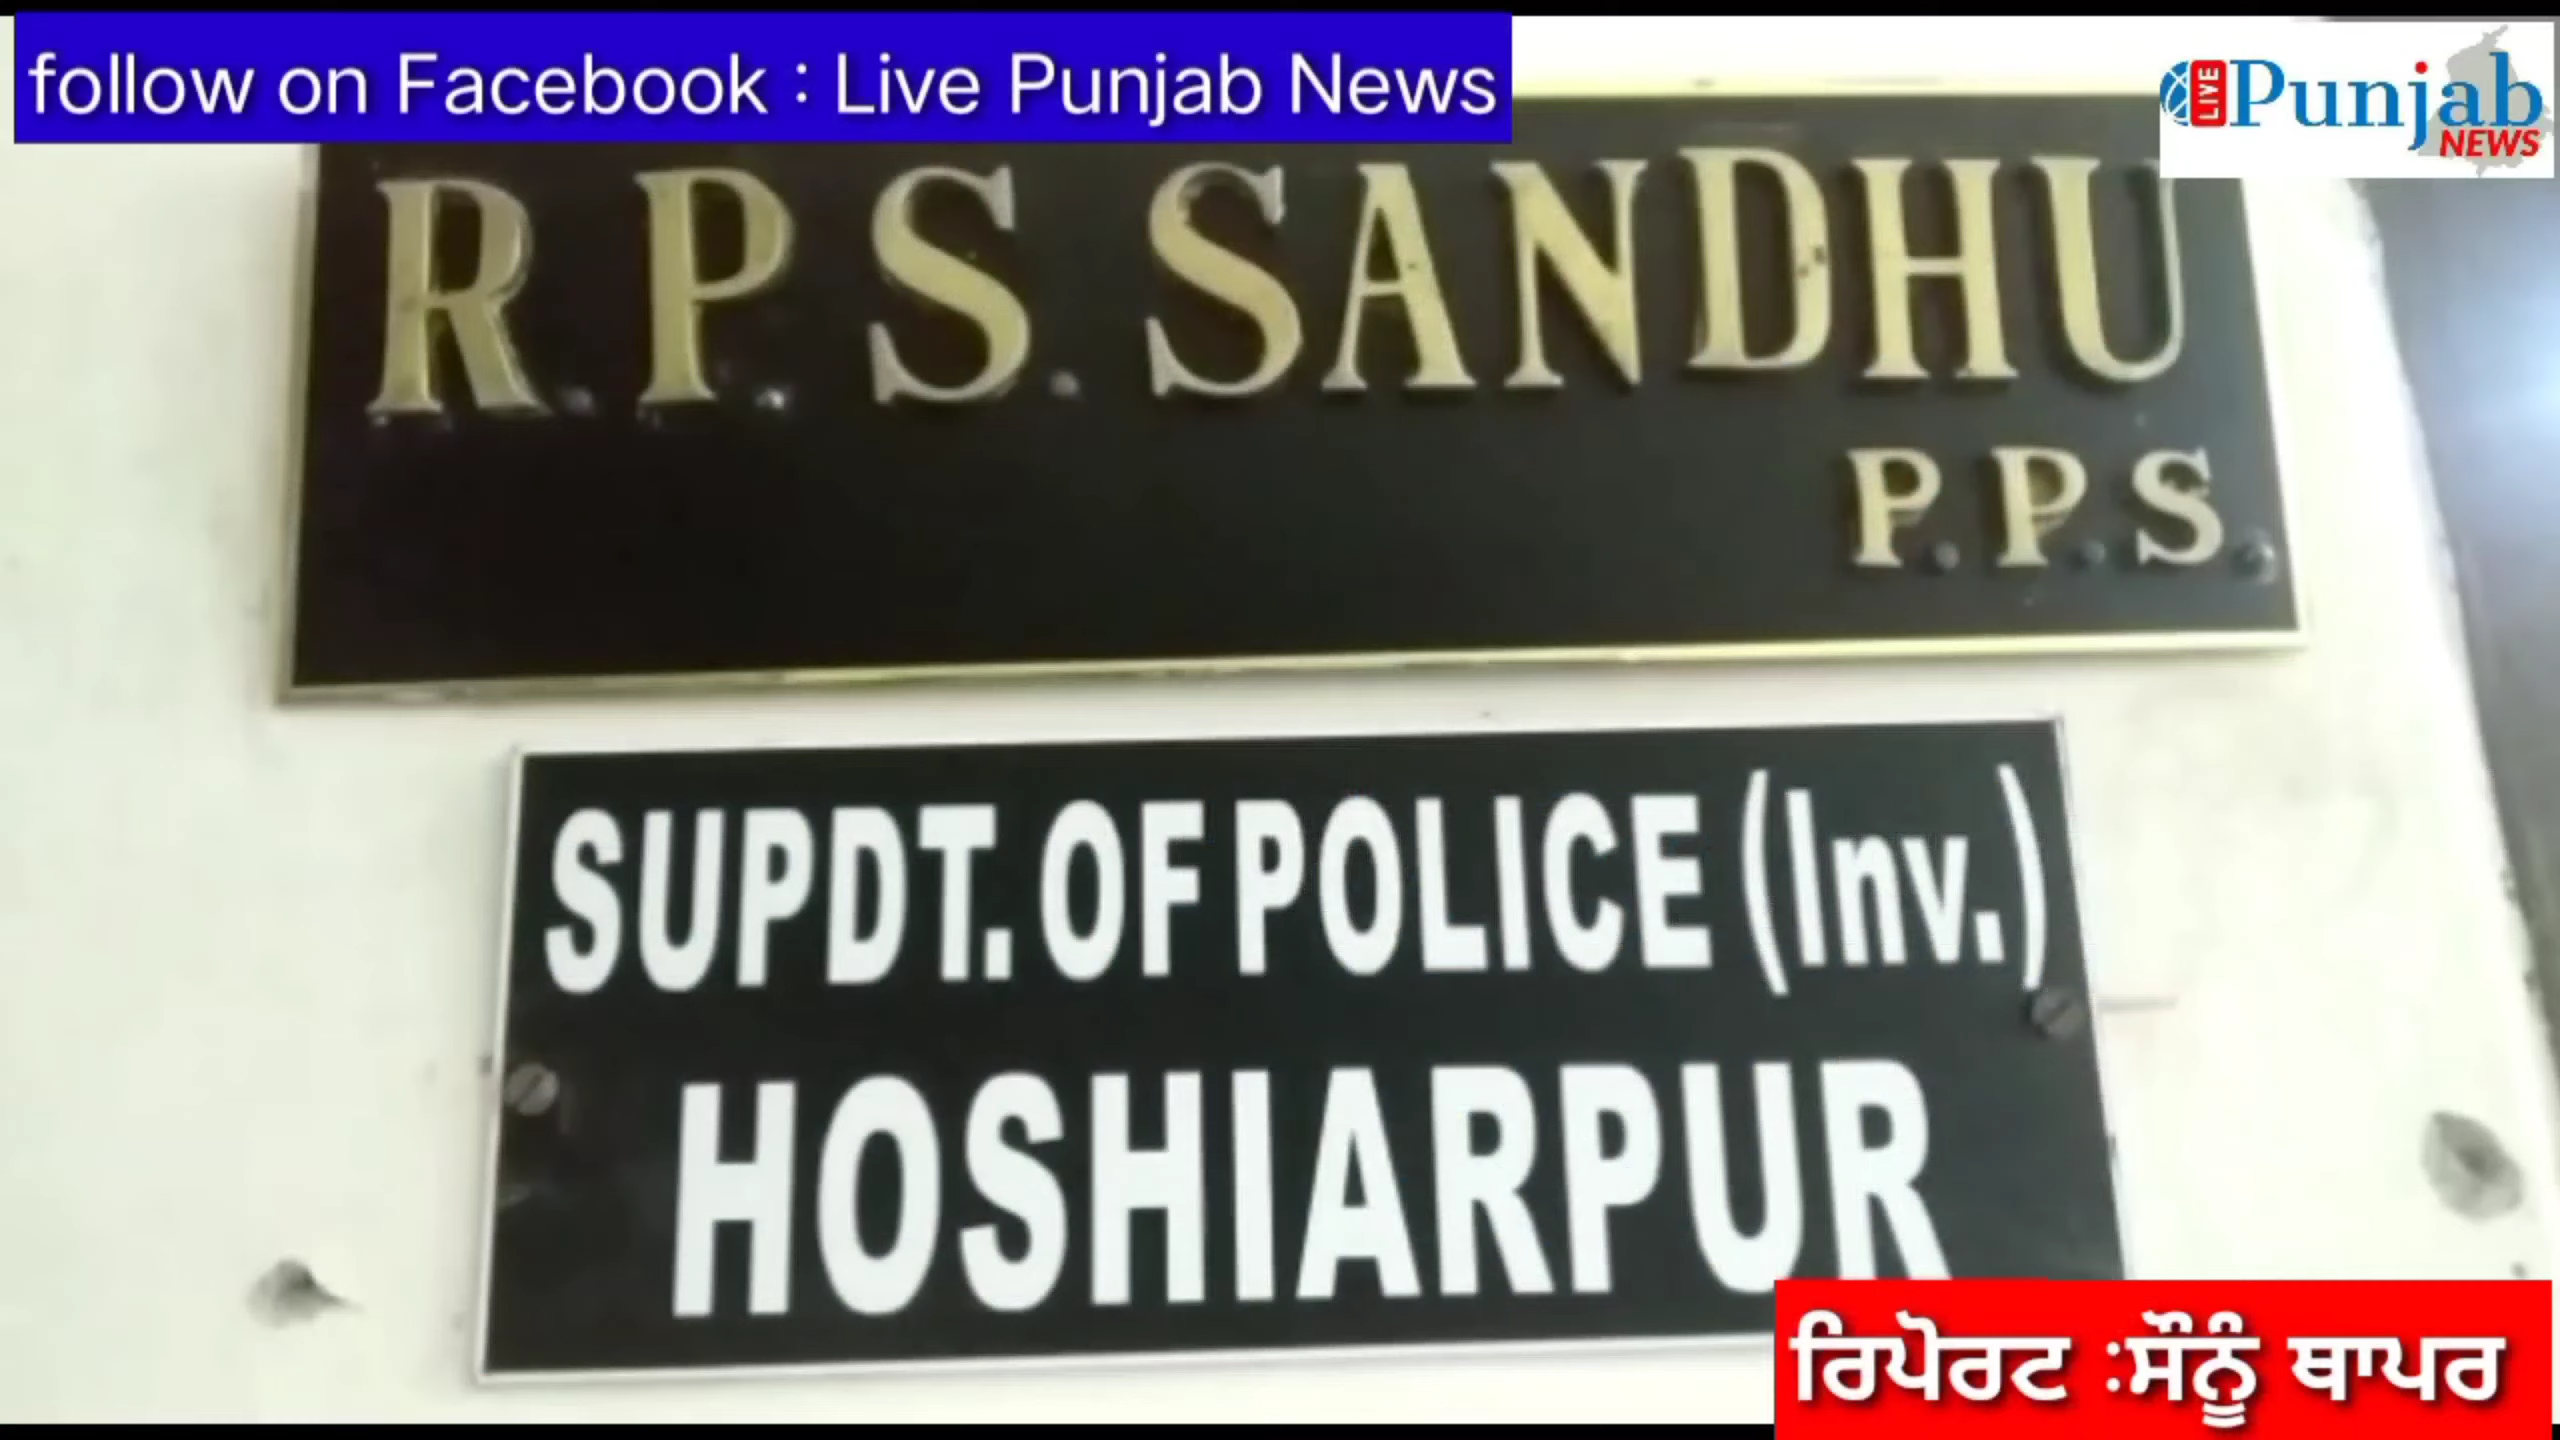 follow on Facebook : Live Punjab News
LIVE Punjab
NEWS
R.P.S. SANDHU
P.P.S.
SUPDT. OF POLICE (Inv.)
HOSHIARPUR
ਰਿਪੋਰਟ :ਸੌਨੂੰ ਥਾਪਰ